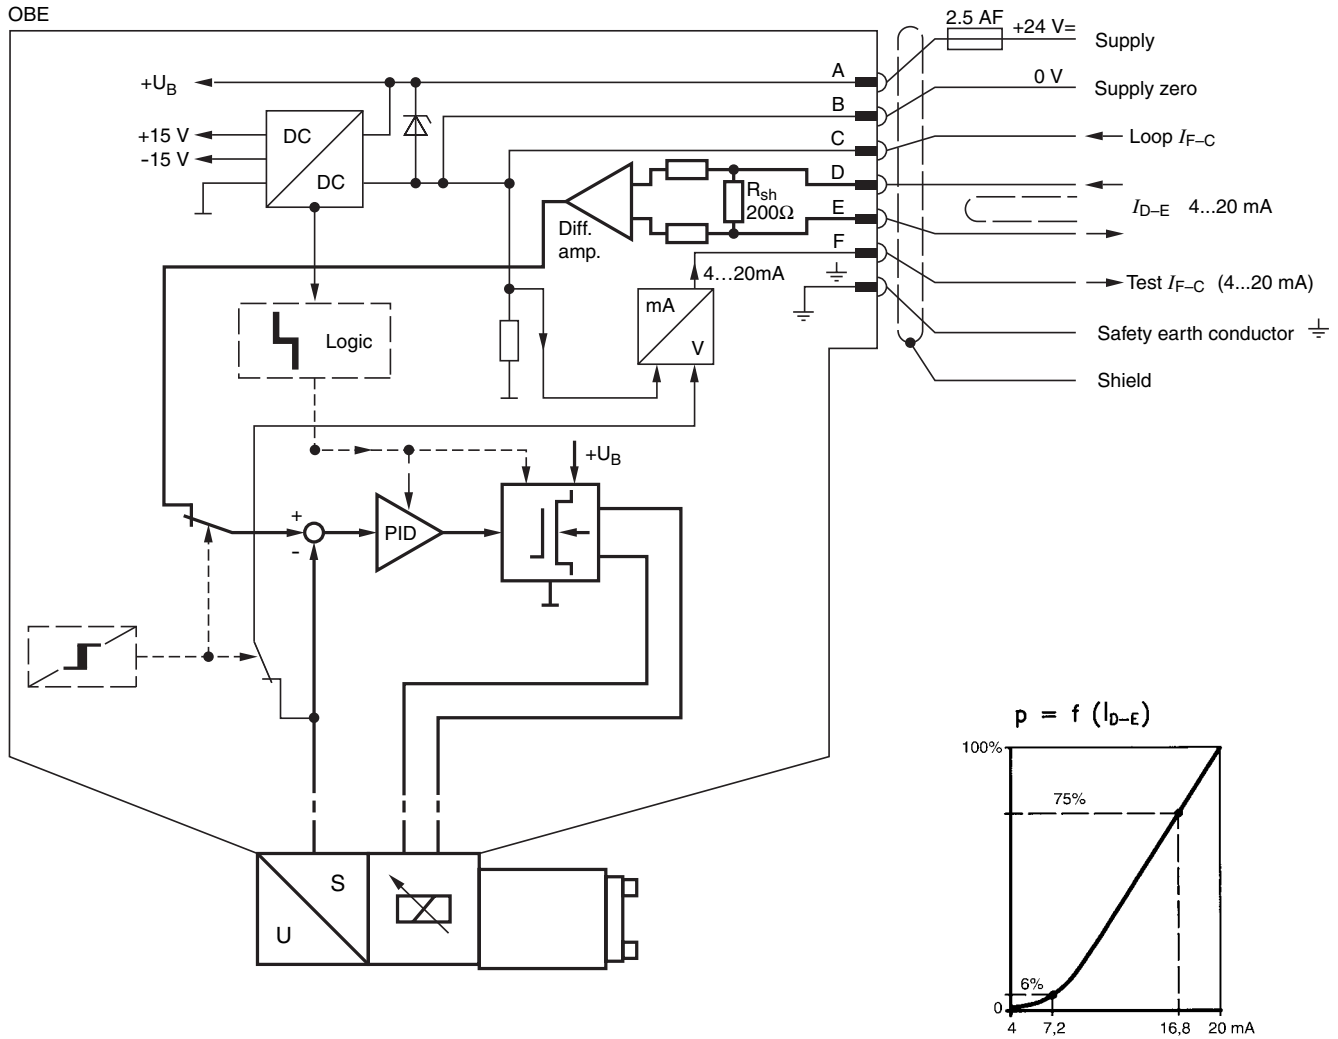 OBE
2.5 AF
+24 V=
Supply
A
+U_B
0 V
Supply zero
B
+15 V
DC
C
Loop I_F–C
-15 V
DC
D
R_sh
200Ω
I_D–E 4...20 mA
E
Diff.
amp.
F
4…20mA
Test I_F–C (4...20 mA)
mA
V
Logic
Safety earth conductor
Shield
+U_B
+
-
PID
S
U
p = f (I_D–E)
100%
75%
6%
0
4 7,2 16,8 20 mA